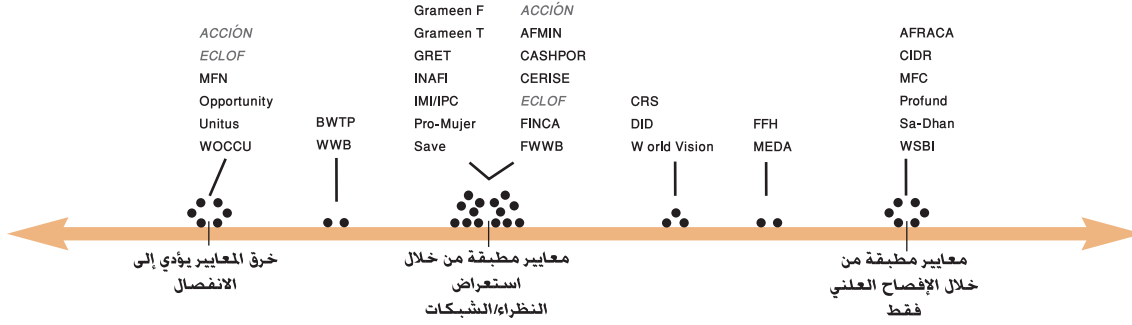 ACCIÓN
ECLOF
MFN
Opportunity
Unitus
WOCCU
BWTP
WWB
Grameen F
Grameen T
GRET
INAFI
IMI/IPC
Pro-Mujer
Save
ACCIÓN
AFMIN
CASHPOR
CERISE
ECLOF
FINCA
FWWB
CRS
DID
W orld Vision
FFH
MEDA
AFRACA
CIDR
MFC
Profund
Sa-Dhan
WSBI
خرق المعايير يؤدي إلى
الانفصال
معايير مطبقة من خلال
استعراض
النظراء/الشبكات
معايير مطبقة من
خلال الإفصاح العلني
فقط